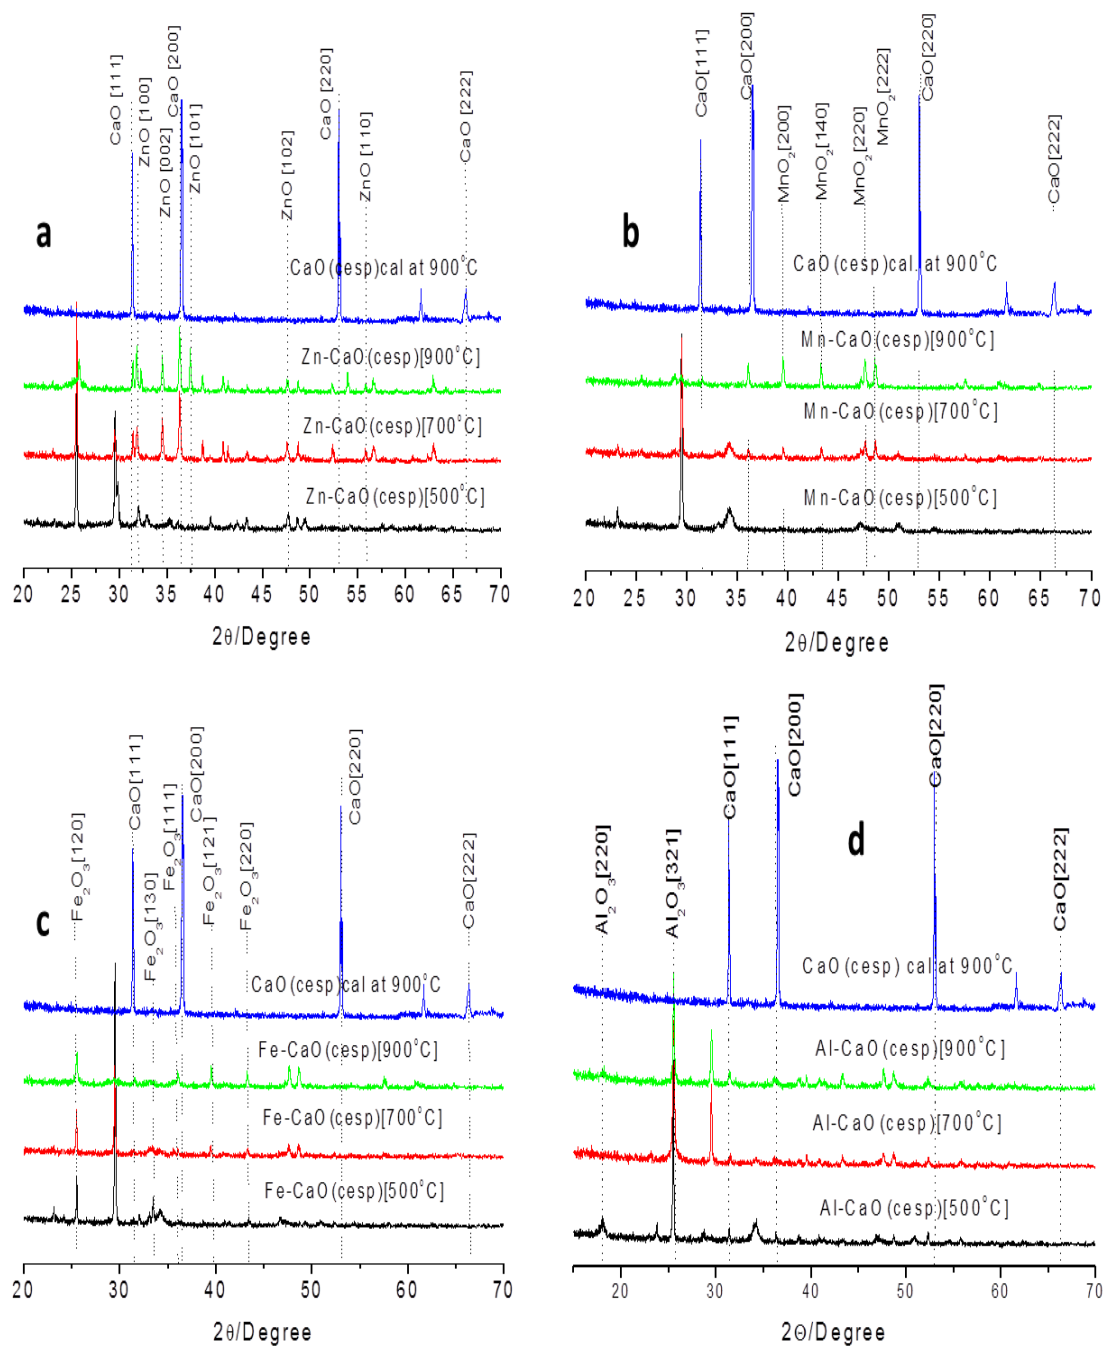 a
CaO [111]
ZnO [100]
ZnO [002]
CaO [200]
ZnO [101]
ZnO [102]
CaO [220]
ZnO [110]
CaO [222]
CaO (cesp)cal at 900°C
Zn-CaO (cesp)[900°C]
Zn-CaO (cesp)[700°C]
Zn-CaO (cesp)[500°C]
20 25 30 35 40 45 50 55 60 65 70
2θ/Degree
b
CaO[111]
CaO[200]
MnO2[200]
MnO2[140]
MnO2[220]
MnO2[222]
CaO[220]
CaO[222]
CaO (cesp)cal. at 900°C
Mn-CaO (cesp)[900°C]
Mn-CaO (cesp)[700°C]
Mn-CaO (cesp)[500°C]
20 25 30 35 40 45 50 55 60 65 70
2θ/Degree
c
Fe2O3[120]
CaO[111]
Fe2O3[130]
Fe2O3[111]
CaO[200]
Fe2O3[121]
Fe2O3[220]
CaO[220]
CaO[222]
CaO (cesp)cal at 900°C
Fe-CaO (cesp)[900°C]
Fe-CaO (cesp)[700°C]
Fe-CaO (cesp)[500°C]
20 30 40 50 60 70
2θ/Degree
d
Al2O3[220]
Al2O3[321]
CaO[111]
CaO[200]
CaO[220]
CaO[222]
CaO (cesp) cal at 900°C
Al-CaO (cesp)[900°C]
Al-CaO (cesp)[700°C]
Al-CaO (cesp)[500°C]
20 30 40 50 60 70
2Θ/Degree